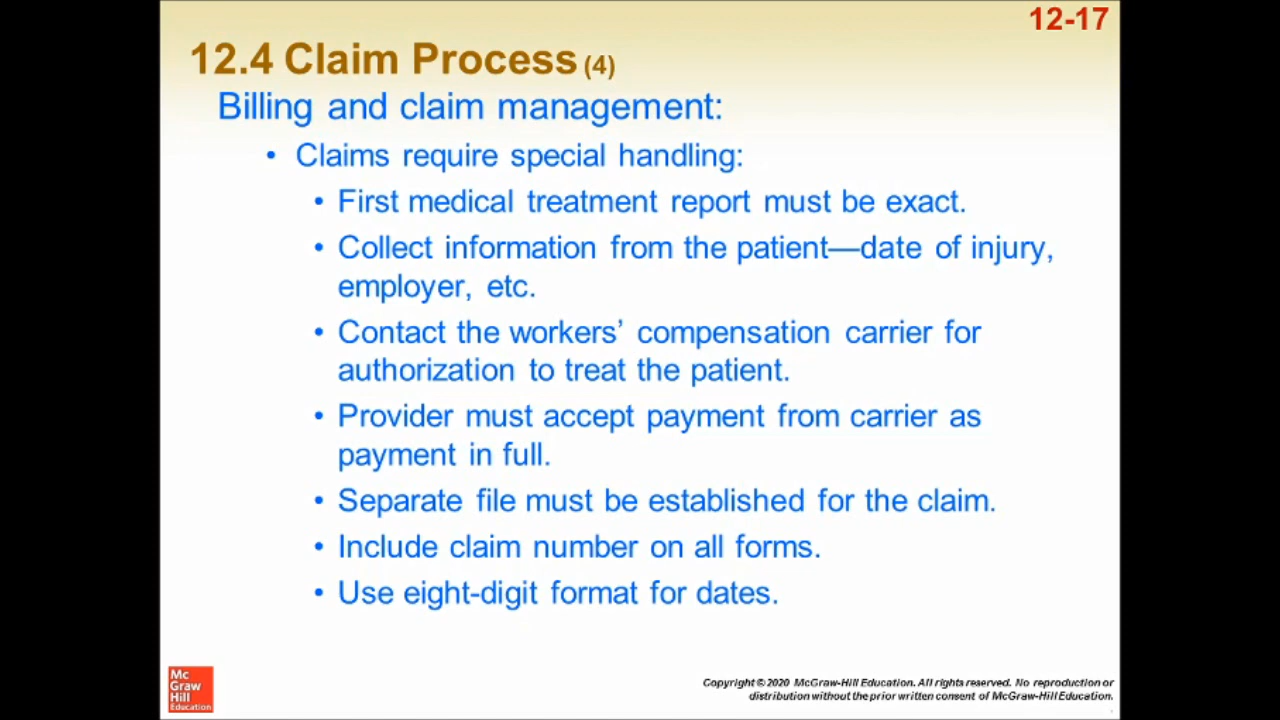 12-17
12.4 Claim Process (4)
Billing and claim management:
• Claims require special handling:
• First medical treatment report must be exact.
• Collect information from the patient—date of injury,
employer, etc.
• Contact the workers’ compensation carrier for
authorization to treat the patient.
• Provider must accept payment from carrier as
payment in full.
• Separate file must be established for the claim.
• Include claim number on all forms.
• Use eight-digit format for dates.
Mc
Graw
Hill
Education
Copyright © 2020 McGraw-Hill Education. All rights reserved. No reproduction or
distribution without the prior written consent of McGraw-Hill Education.